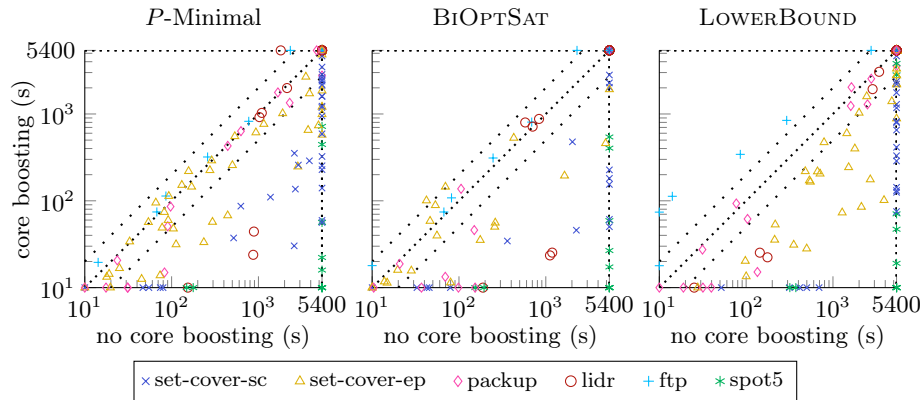 P-Minimal BIOPTSAT LOWERBOUND
5400
10³
10²
10¹
core boosting (s)
10¹ 10² 10³ 5400 10¹ 10² 10³ 5400 10¹ 10² 10³ 5400
no core boosting (s) no core boosting (s) no core boosting (s)
set-cover-sc set-cover-ep packup lidr ftp spot5